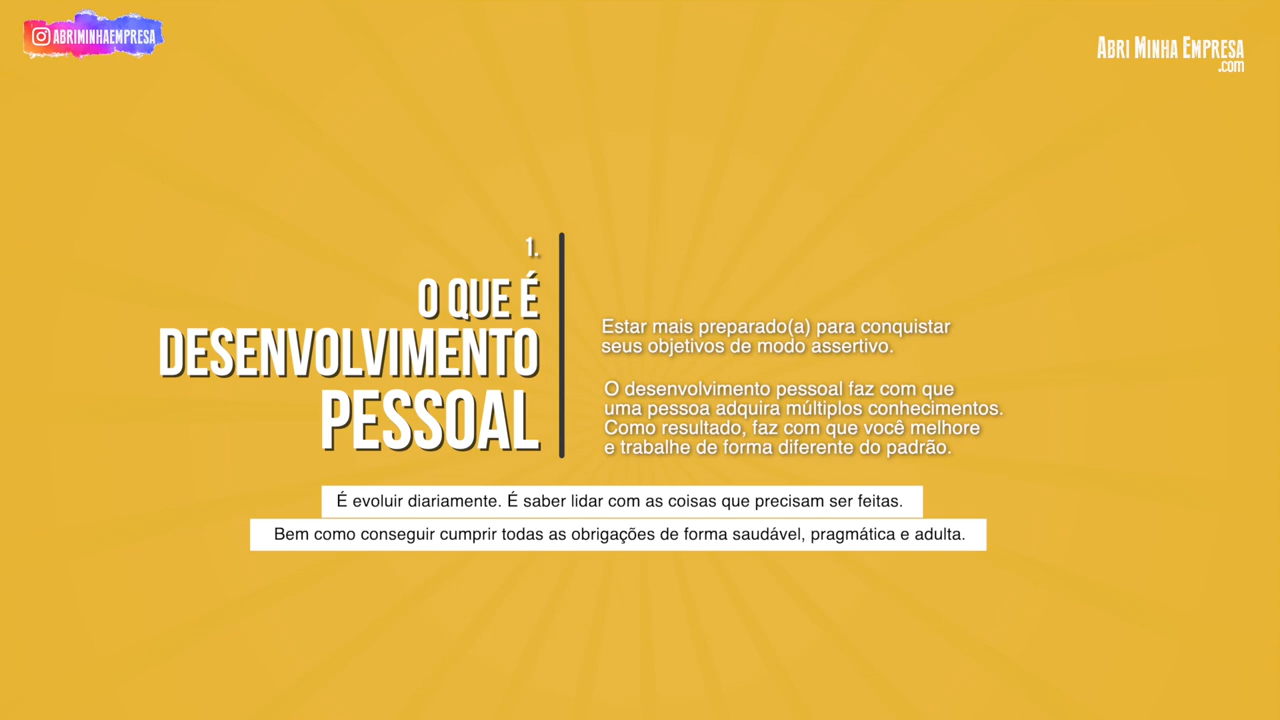 ABRIMINHAEMPRESA
ABRI MINHA EMPRESA
.com
1.
O QUE É
DESENVOLVIMENTO
PESSOAL
Estar mais preparado(a) para conquistar
seus objetivos de modo assertivo.
O desenvolvimento pessoal faz com que
uma pessoa adquira múltiplos conhecimentos.
Como resultado, faz com que você melhore
e trabalhe de forma diferente do padrão.
É evoluir diariamente. É saber lidar com as coisas que precisam ser feitas.
Bem como conseguir cumprir todas as obrigações de forma saudável, pragmática e adulta.